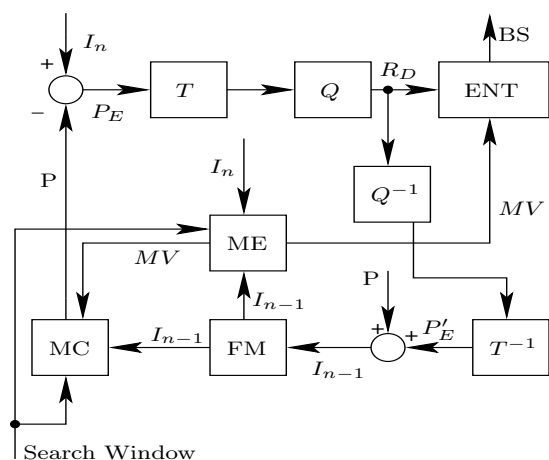 I_n
BS
+
−
P_E
T
Q
R_D
ENT
P
I_n
Q^{-1}
MV
MV
ME
P
I_{n-1}
MC
I_{n-1}
FM
I_{n-1}
+
+
P'_E
T^{-1}
Search Window